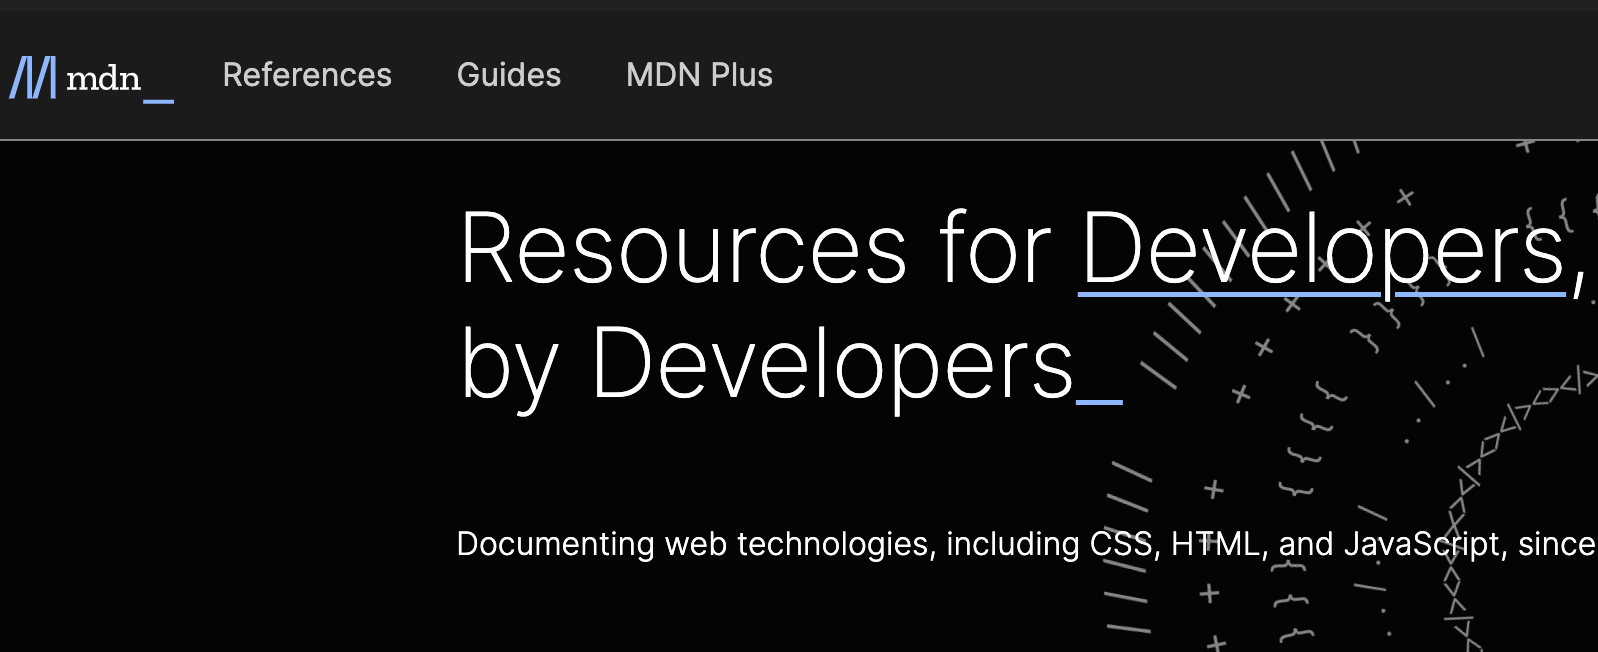 mdn_
References
Guides
MDN Plus
Resources for Developers,
by Developers_
Documenting web technologies, including CSS, HTML, and JavaScript, since